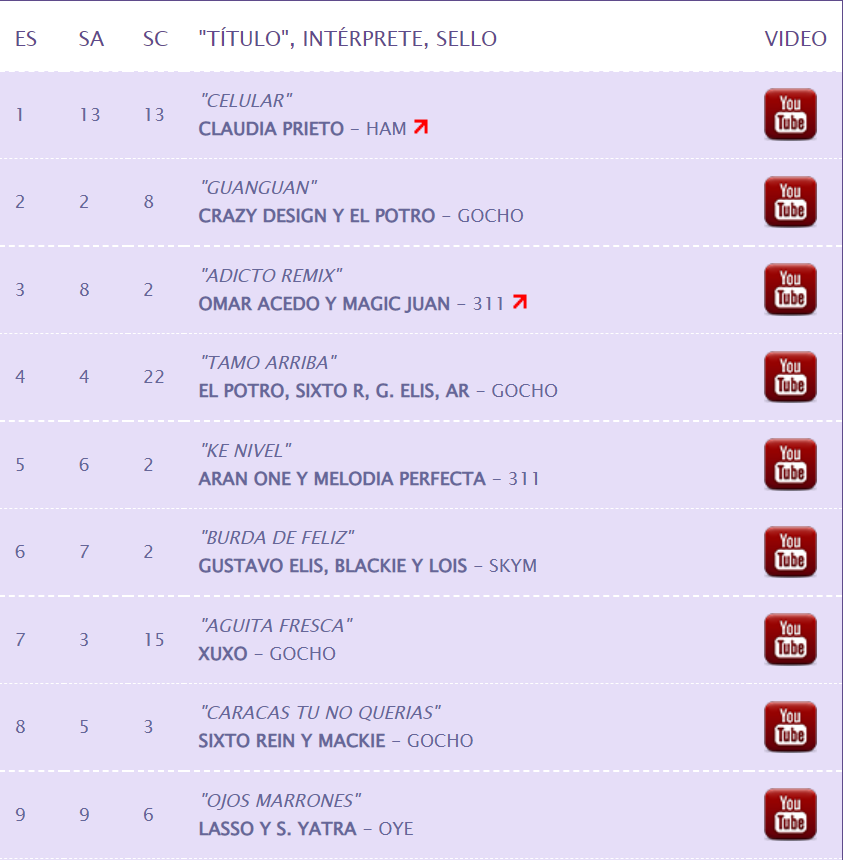 ES SA SC "TÍTULO", INTÉRPRETE, SELLO VIDEO
"CELULAR"
1 13 13 You Tube
CLAUDIA PRIETO – HAM
"GUANGUAN"
2 2 8 You Tube
CRAZY DESIGN Y EL POTRO – GOCHO
"ADICTO REMIX"
3 8 2 You Tube
OMAR ACEDO Y MAGIC JUAN – 311
"TAMO ARRIBA"
4 4 22 You Tube
EL POTRO, SIXTO R, G. ELIS, AR – GOCHO
"KE NIVEL"
5 6 2 You Tube
ARAN ONE Y MELODIA PERFECTA – 311
"BURDA DE FELIZ"
6 7 2 You Tube
GUSTAVO ELIS, BLACKIE Y LOIS – SKYM
"AGUITA FRESCA"
7 3 15 You Tube
XUXO – GOCHO
"CARACAS TU NO QUERIAS"
8 5 3 You Tube
SIXTO REIN Y MACKIE – GOCHO
"OJOS MARRONES"
9 9 6 You Tube
LASSO Y S. YATRA – OYE